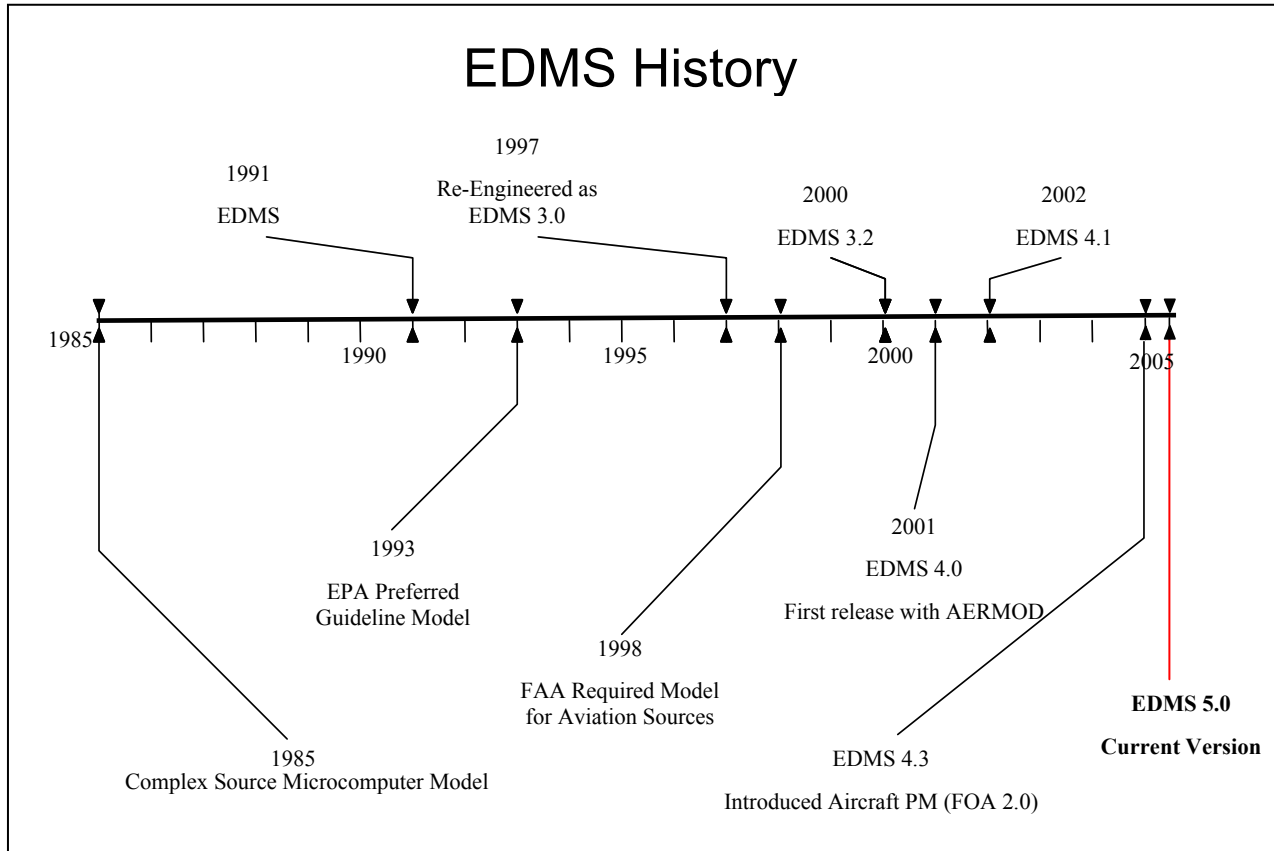 EDMS History
1997
1991
Re-Engineered as
EDMS 3.0
EDMS
2000
EDMS 3.2
2002
EDMS 4.1
1985
1990
1995
2000
2005
1993
EPA Preferred
Guideline Model
2001
EDMS 4.0
First release with AERMOD
1998
FAA Required Model
for Aviation Sources
EDMS 5.0
Current Version
1985
Complex Source Microcomputer Model
EDMS 4.3
Introduced Aircraft PM (FOA 2.0)